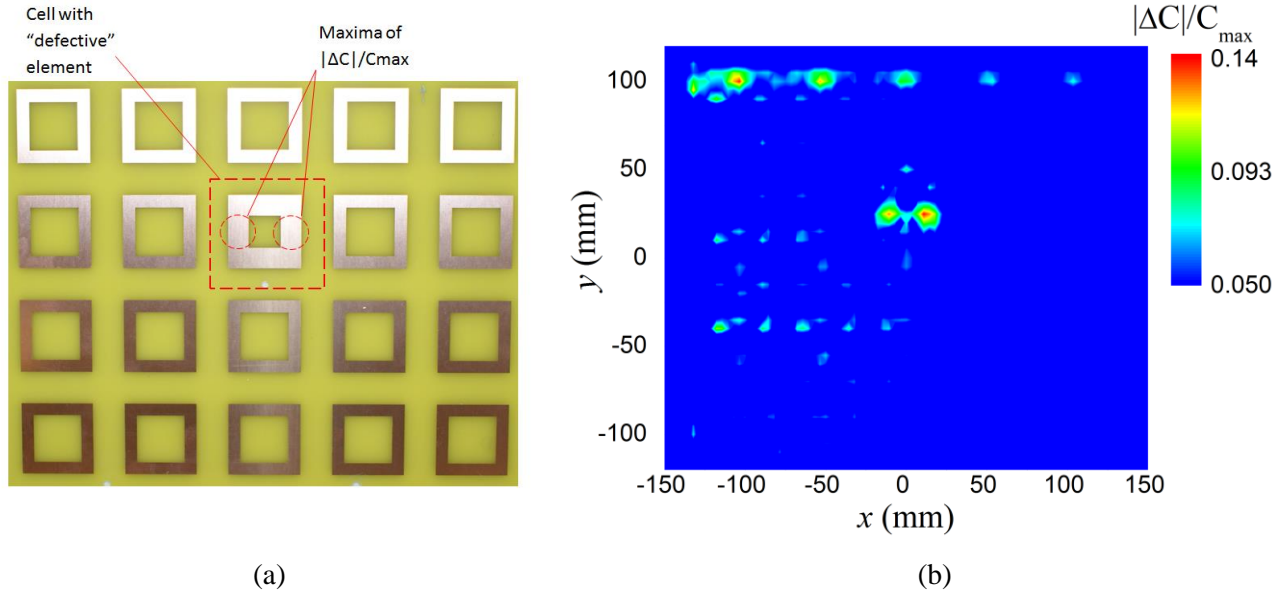 Cell with
“defective”
element
Maxima of
|ΔC|/Cmax
|ΔC|/C_max
0.14
0.093
0.050
100
50
0
-50
-100
y (mm)
-150
-100
-50
0
50
100
150
x (mm)
(a)
(b)